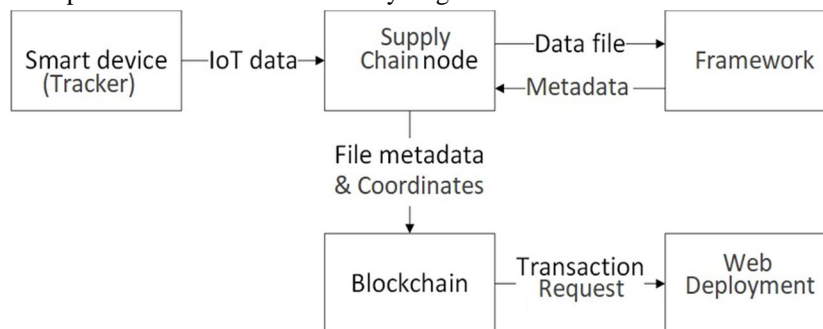 Supply
Smart device IoT data Chain node Data file Framework
(Tracker) Metadata
File metadata
& Coordinates
Blockchain Transaction Web
Request Deployment